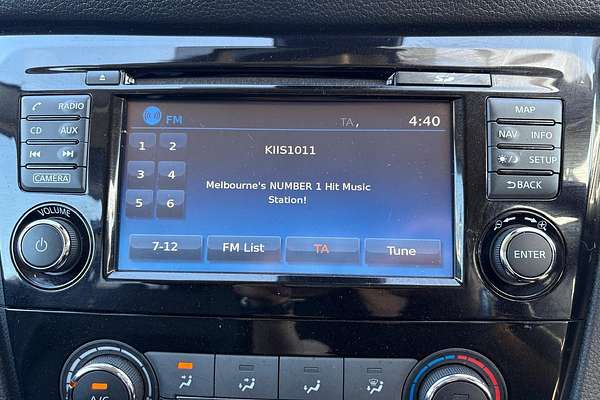 SD
RADIO
CD AUX
CAMERA
VOLUME
FM TA, 4:40
1 2
3 4
5 6
KIIS1011
Melbourne's NUMBER 1 Hit Music
Station!
7-12 FM List TA Tune
MAP
NAV INFO
SETUP
BACK
ENTER
A/C